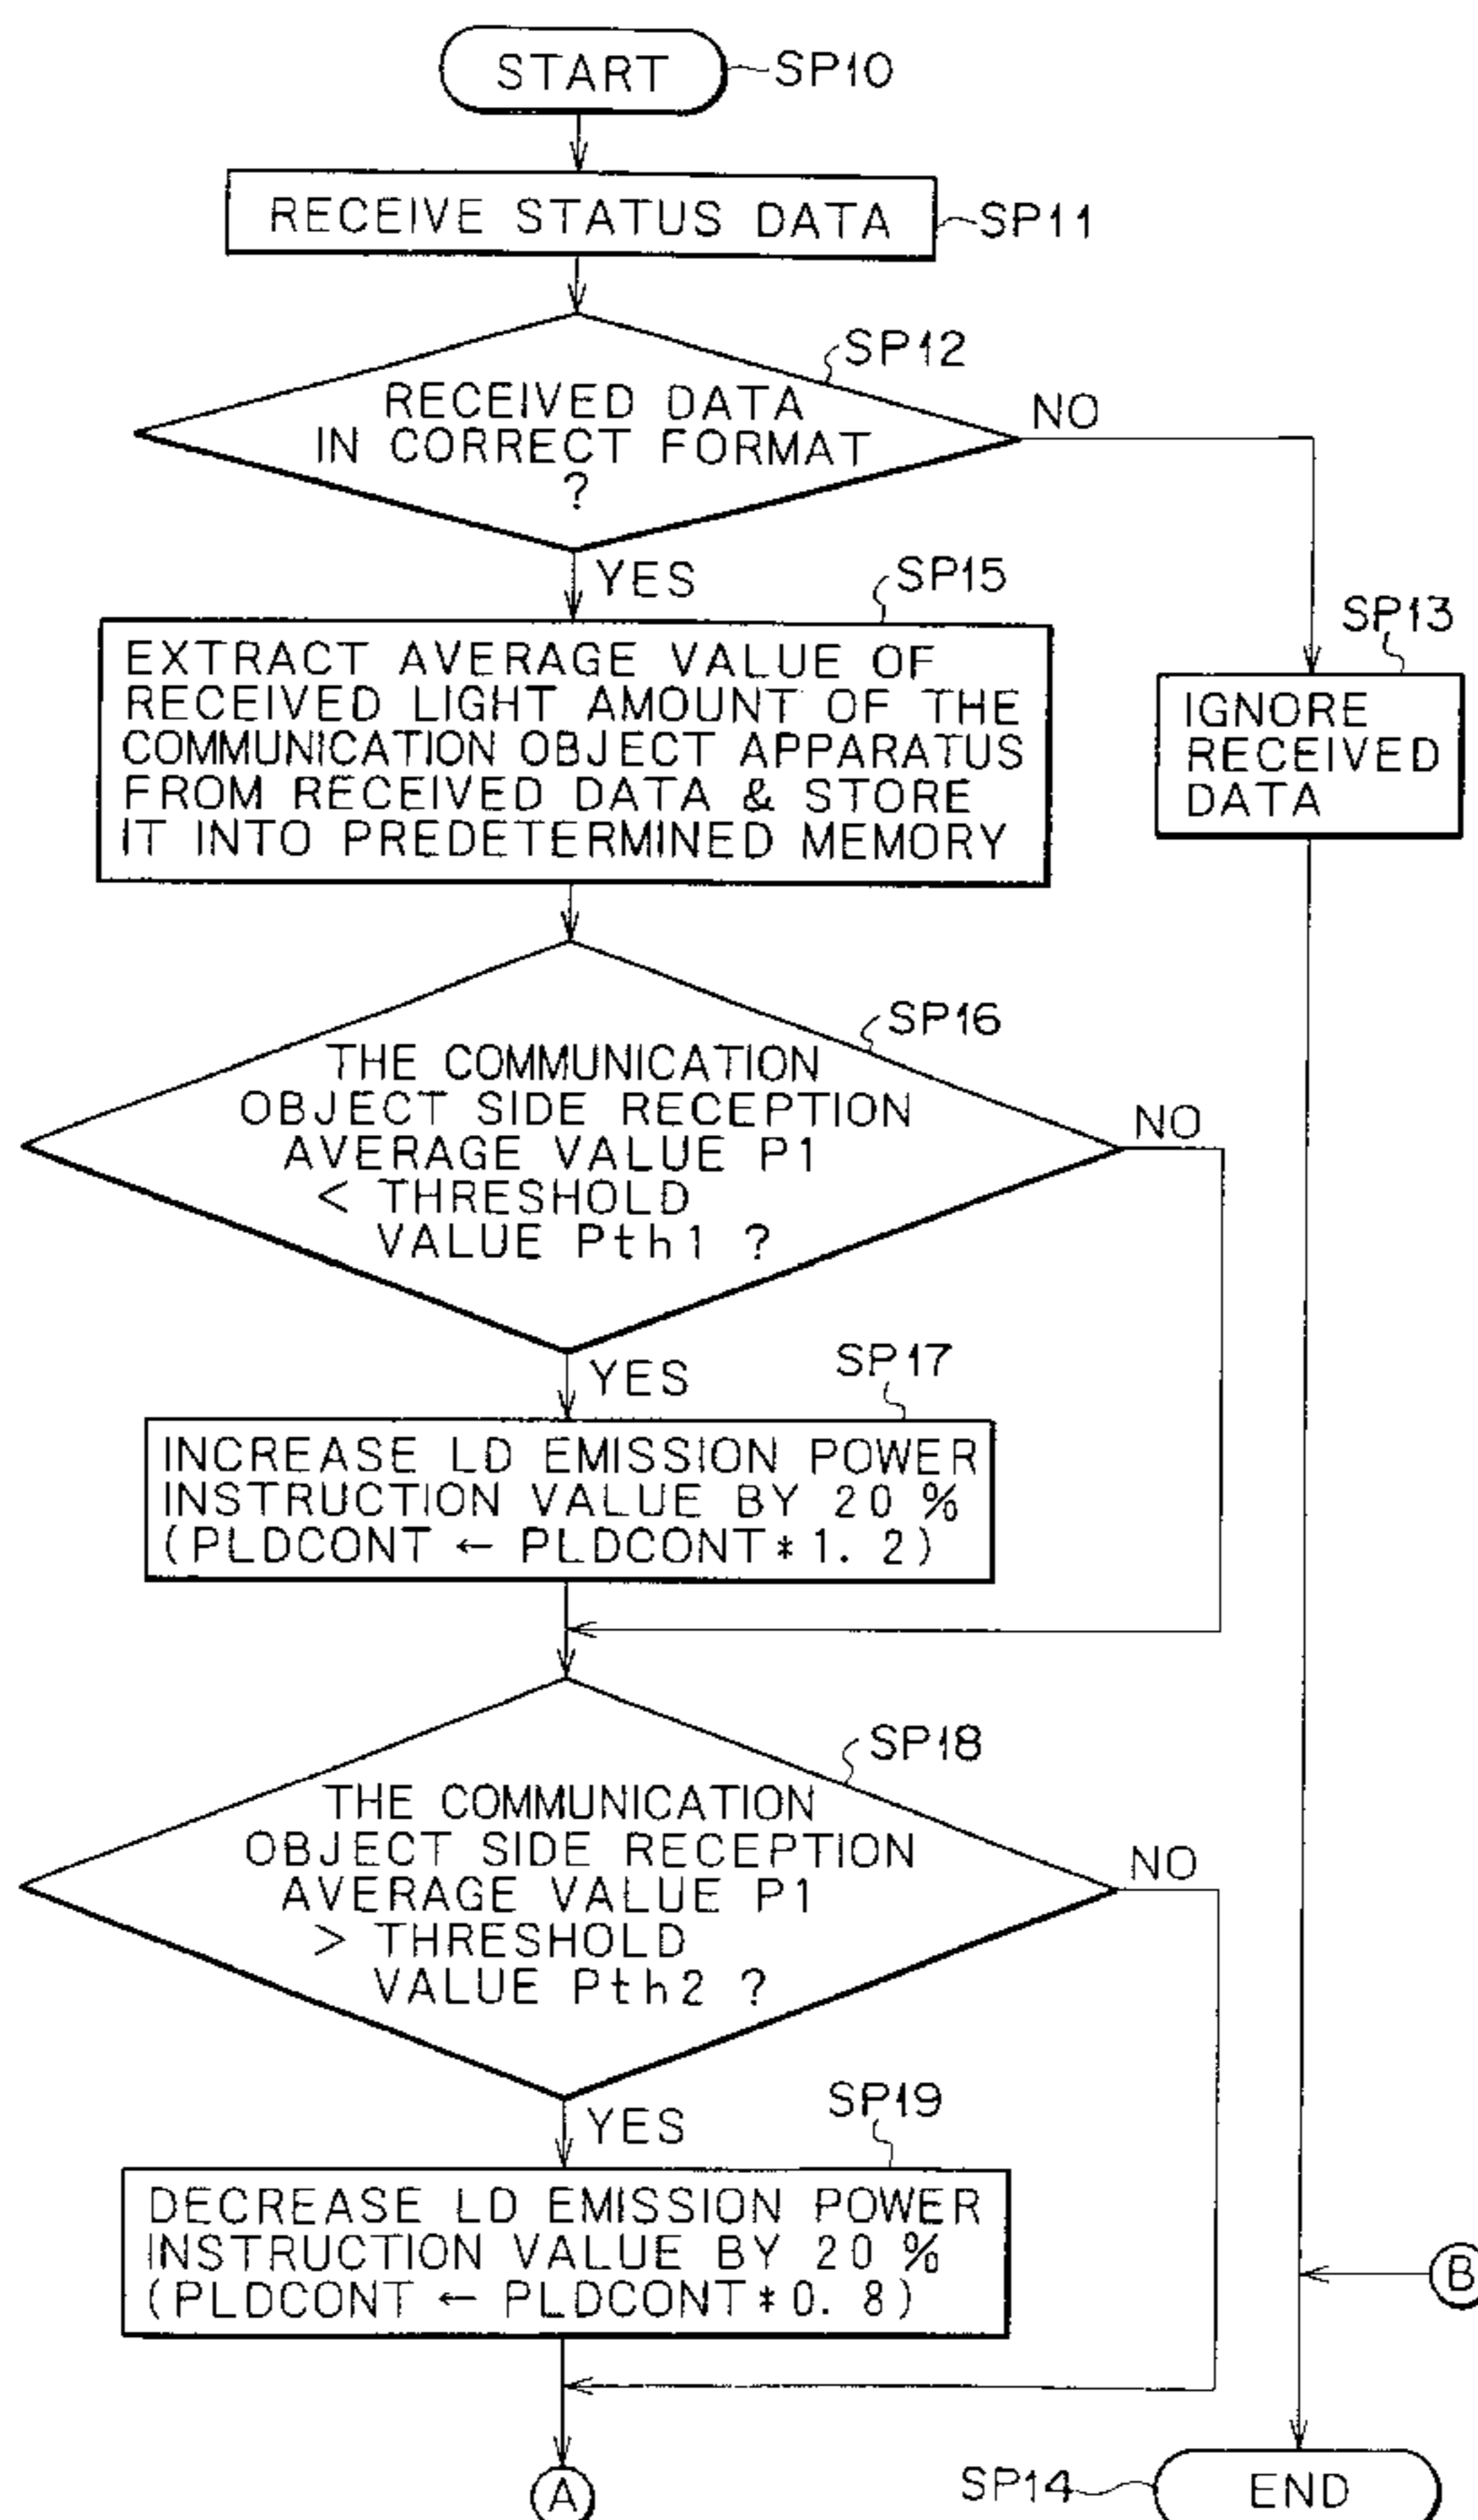 START
SP10
RECEIVE STATUS DATA
SP11
SP12
RECEIVED DATA
IN CORRECT FORMAT
?
NO
YES
SP15
EXTRACT AVERAGE VALUE OF
RECEIVED LIGHT AMOUNT OF THE
COMMUNICATION OBJECT APPARATUS
FROM RECEIVED DATA & STORE
IT INTO PREDETERMINED MEMORY
SP13
IGNORE
RECEIVED
DATA
SP16
THE COMMUNICATION
OBJECT SIDE RECEPTION
AVERAGE VALUE P1
< THRESHOLD
VALUE Pth1 ?
NO
YES
SP17
INCREASE LD EMISSION POWER
INSTRUCTION VALUE BY 20 %
(PLDCONT ← PLDCONT*1. 2)
SP18
THE COMMUNICATION
OBJECT SIDE RECEPTION
AVERAGE VALUE P1
> THRESHOLD
VALUE Pth2 ?
NO
YES
SP19
DECREASE LD EMISSION POWER
INSTRUCTION VALUE BY 20 %
(PLDCONT ← PLDCONT*0. 8)
B
A
SP14
END